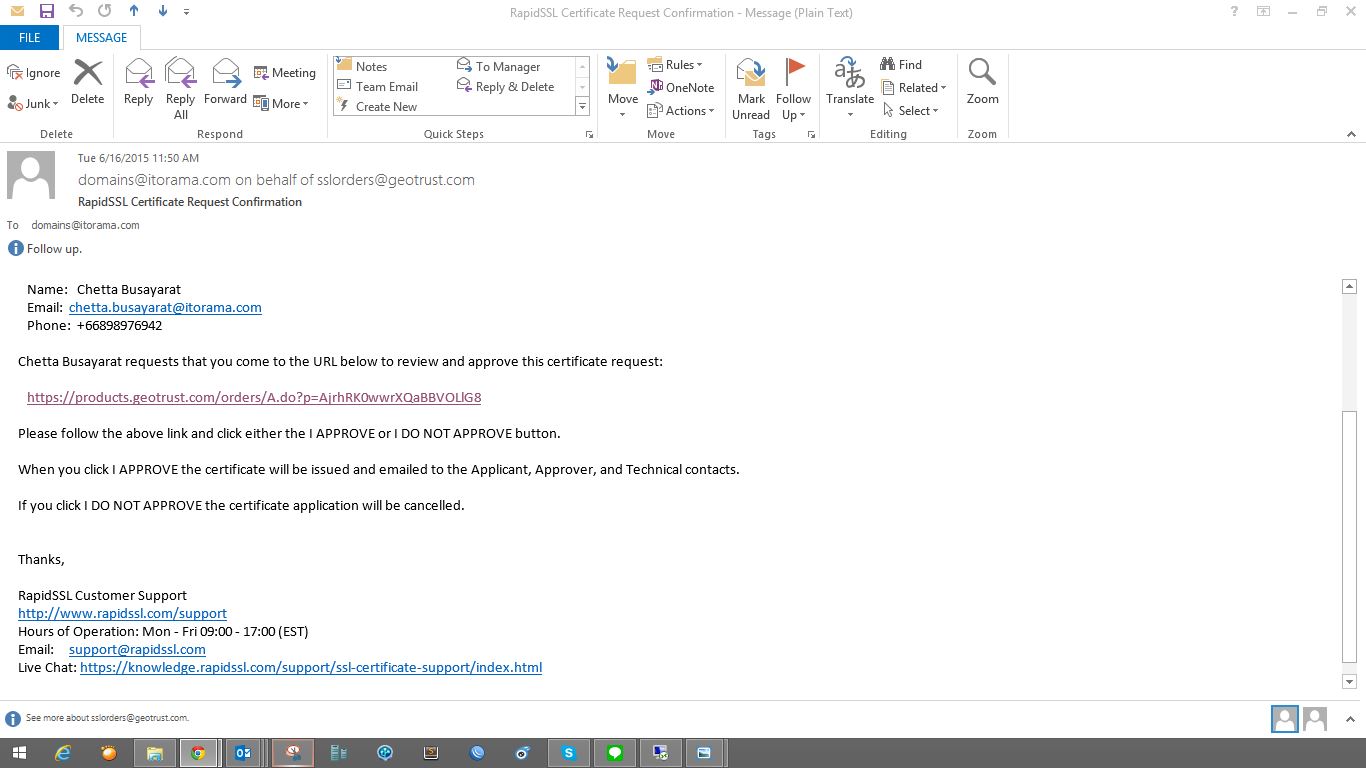 RapidSSL Certificate Request Confirmation - Message (Plain Text)
FILE
MESSAGE
Ignore
Junk
Delete
Delete
Reply
Reply All
Forward
Meeting
More
Respond
Notes
To Manager
Team Email
Reply & Delete
Create New
Quick Steps
Move
Rules
OneNote
Actions
Move
Mark Unread
Follow Up
Tags
Translate
Find
Related
Select
Editing
Zoom
Zoom
Tue 6/16/2015 11:50 AM
domains@itorama.com on behalf of sslorders@geotrust.com
RapidSSL Certificate Request Confirmation
To domains@itorama.com
Follow up.
Name: Chetta Busayarat
Email: chetta.busayarat@itorama.com
Phone: +66898976942
Chetta Busayarat requests that you come to the URL below to review and approve this certificate request:
https://products.geotrust.com/orders/A.do?p=AjrhRK0wwrXQaBBVOLlG8
Please follow the above link and click either the I APPROVE or I DO NOT APPROVE button.
When you click I APPROVE the certificate will be issued and emailed to the Applicant, Approver, and Technical contacts.
If you click I DO NOT APPROVE the certificate application will be cancelled.
Thanks,
RapidSSL Customer Support
http://www.rapidssl.com/support
Hours of Operation: Mon - Fri 09:00 - 17:00 (EST)
Email: support@rapidssl.com
Live Chat: https://knowledge.rapidssl.com/support/ssl-certificate-support/index.html
See more about sslorders@geotrust.com.